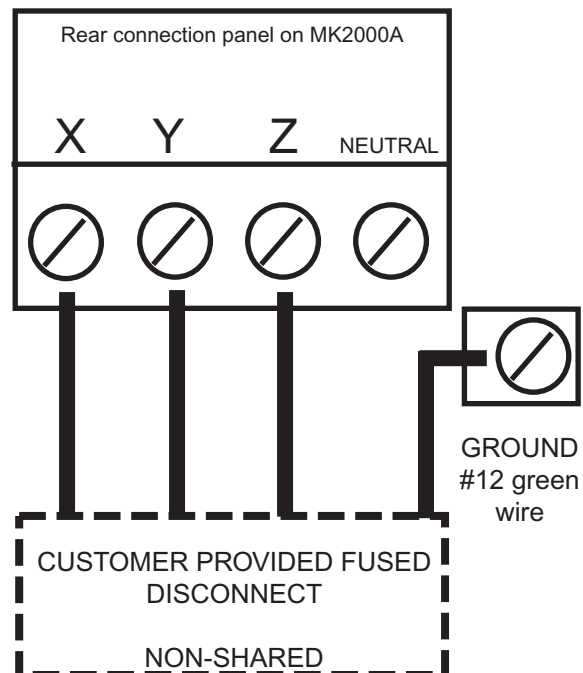 Rear connection panel on MK2000A
X Y Z NEUTRAL
GROUND
#12 green
wire
CUSTOMER PROVIDED FUSED
DISCONNECT
NON-SHARED